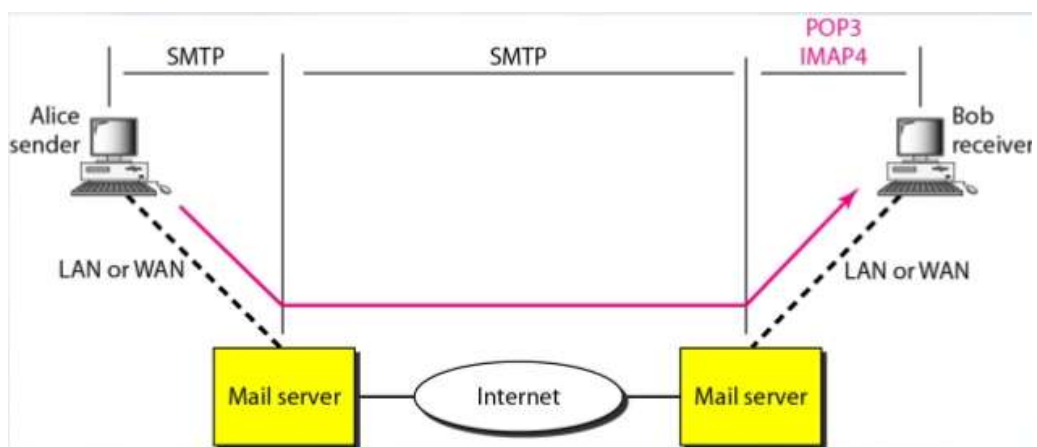 SMTP
SMTP
POP3
IMAP4
Alice
sender
Bob
receiver
LAN or WAN
LAN or WAN
Mail server
Internet
Mail server